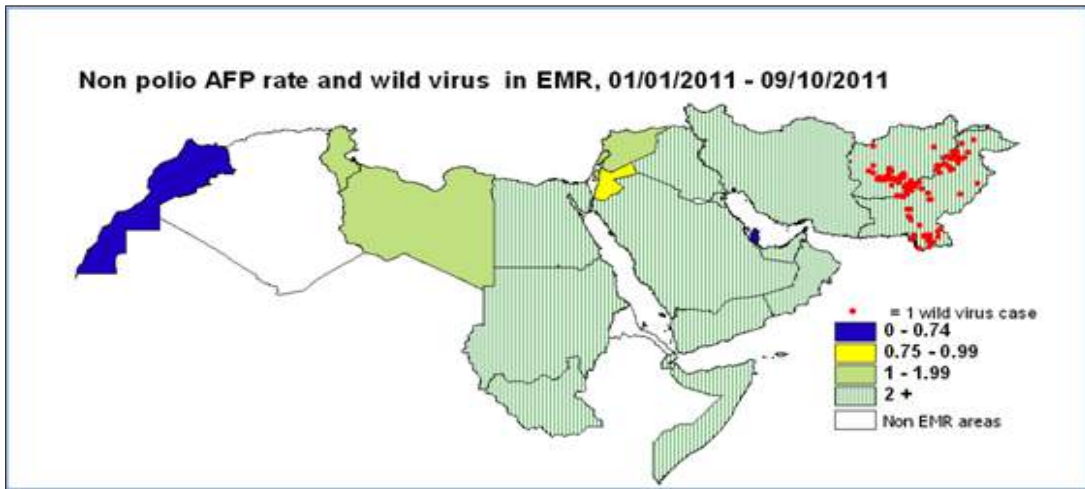 Non polio AFP rate and wild virus in EMR, 01/01/2011 - 09/10/2011
= 1 wild virus case
0 - 0.74
0.75 - 0.99
1 - 1.99
2 +
Non EMR areas